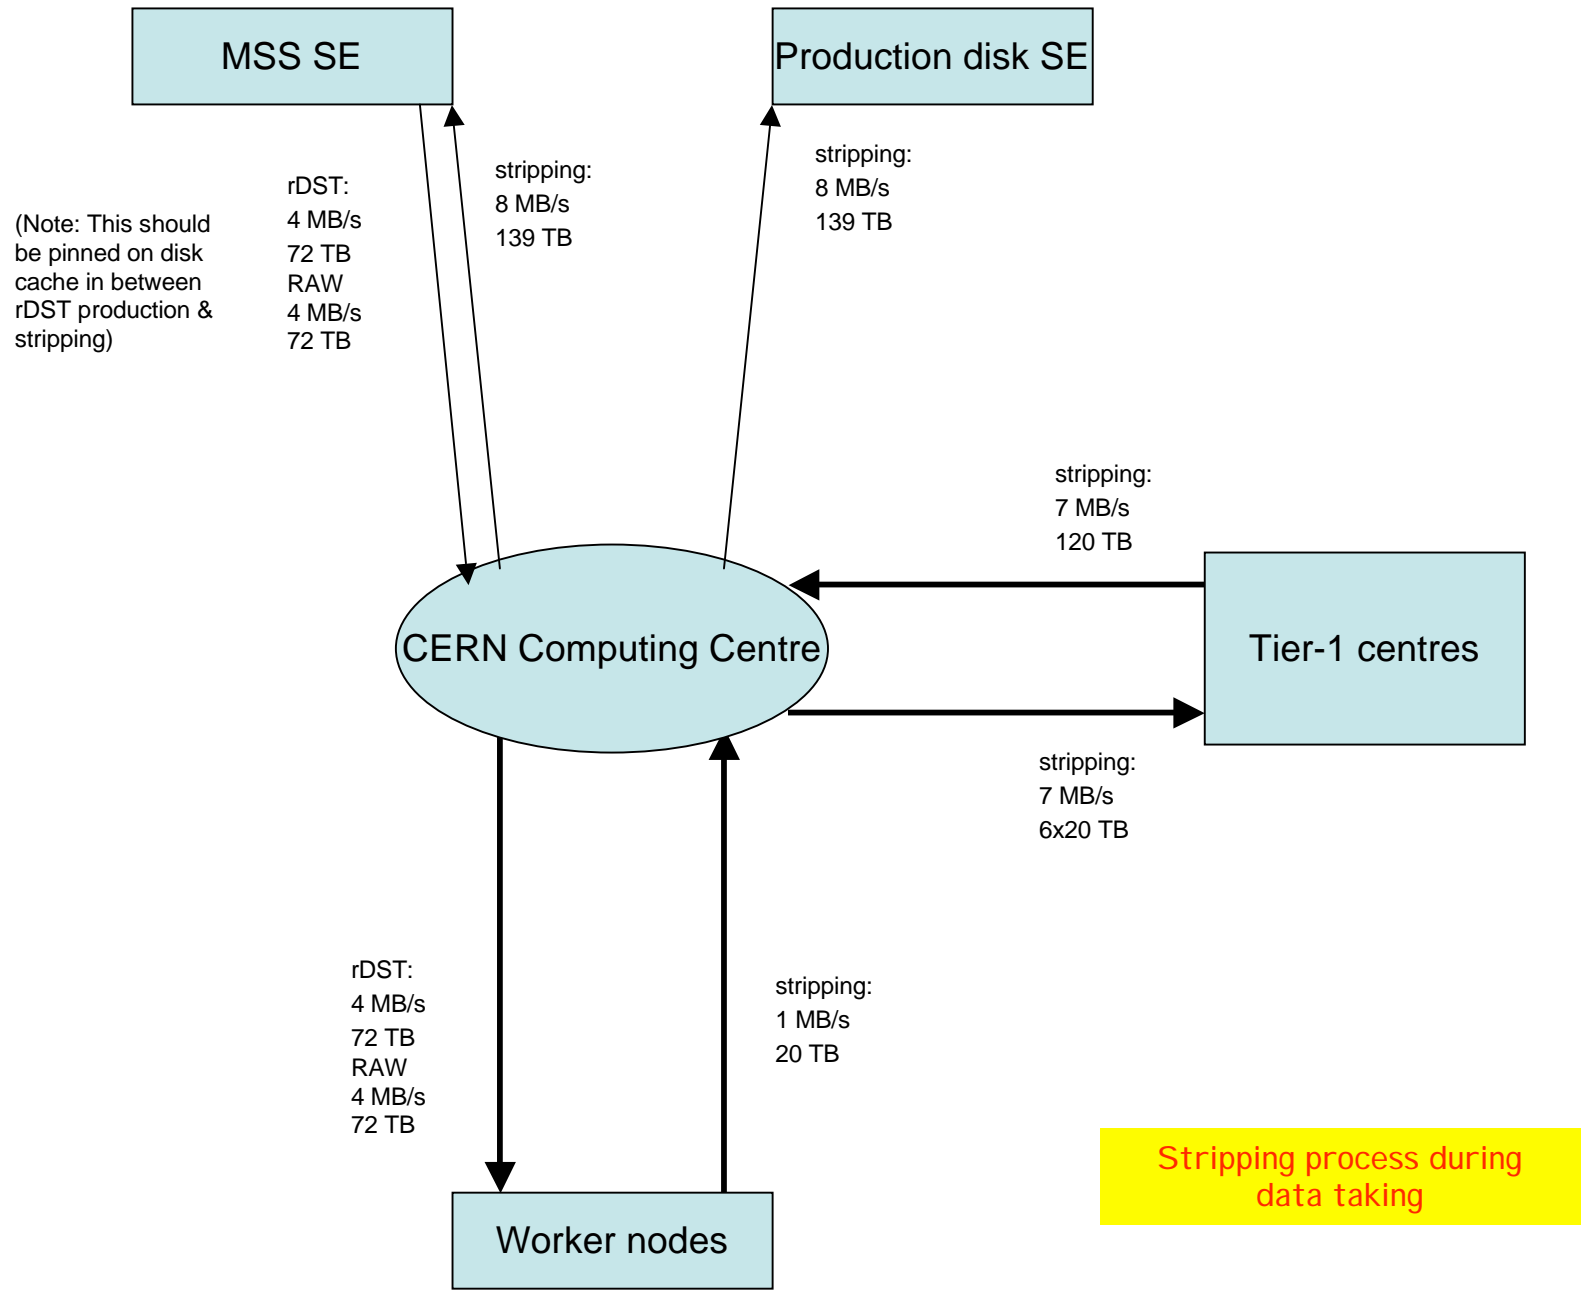 MSS SE
Production disk SE
(Note: This should
be pinned on disk
cache in between
rDST production &
stripping)
rDST:
4 MB/s
72 TB
RAW
4 MB/s
72 TB
stripping:
8 MB/s
139 TB
stripping:
8 MB/s
139 TB
stripping:
7 MB/s
120 TB
CERN Computing Centre
Tier-1 centres
stripping:
7 MB/s
6x20 TB
rDST:
4 MB/s
72 TB
RAW
4 MB/s
72 TB
stripping:
1 MB/s
20 TB
Stripping process during
data taking
Worker nodes